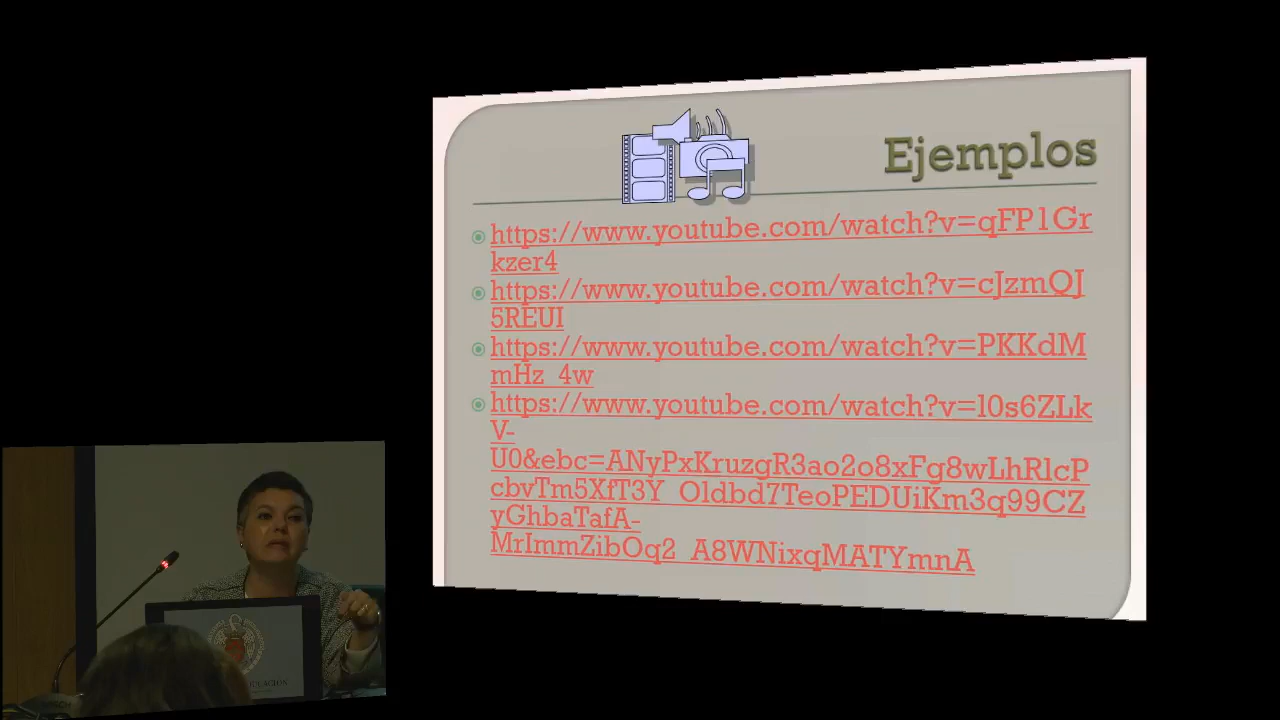 Ejemplos
https://www.youtube.com/watch?v=qFP1Gr
kzer4
https://www.youtube.com/watch?v=cJzmQJ
5REUI
https://www.youtube.com/watch?v=PKKdM
mHz_4w
https://www.youtube.com/watch?v=l0s6ZLk
V-
U0&ebc=ANyPxKruzgR3ao2o8xFg8wLhRlcP
cbvTm5XfT3Y_Oldbd7TeoPEDUiKm3q99CZ
yGhbaTafA-
MrImmZibOq2_A8WNixqMATYmnA